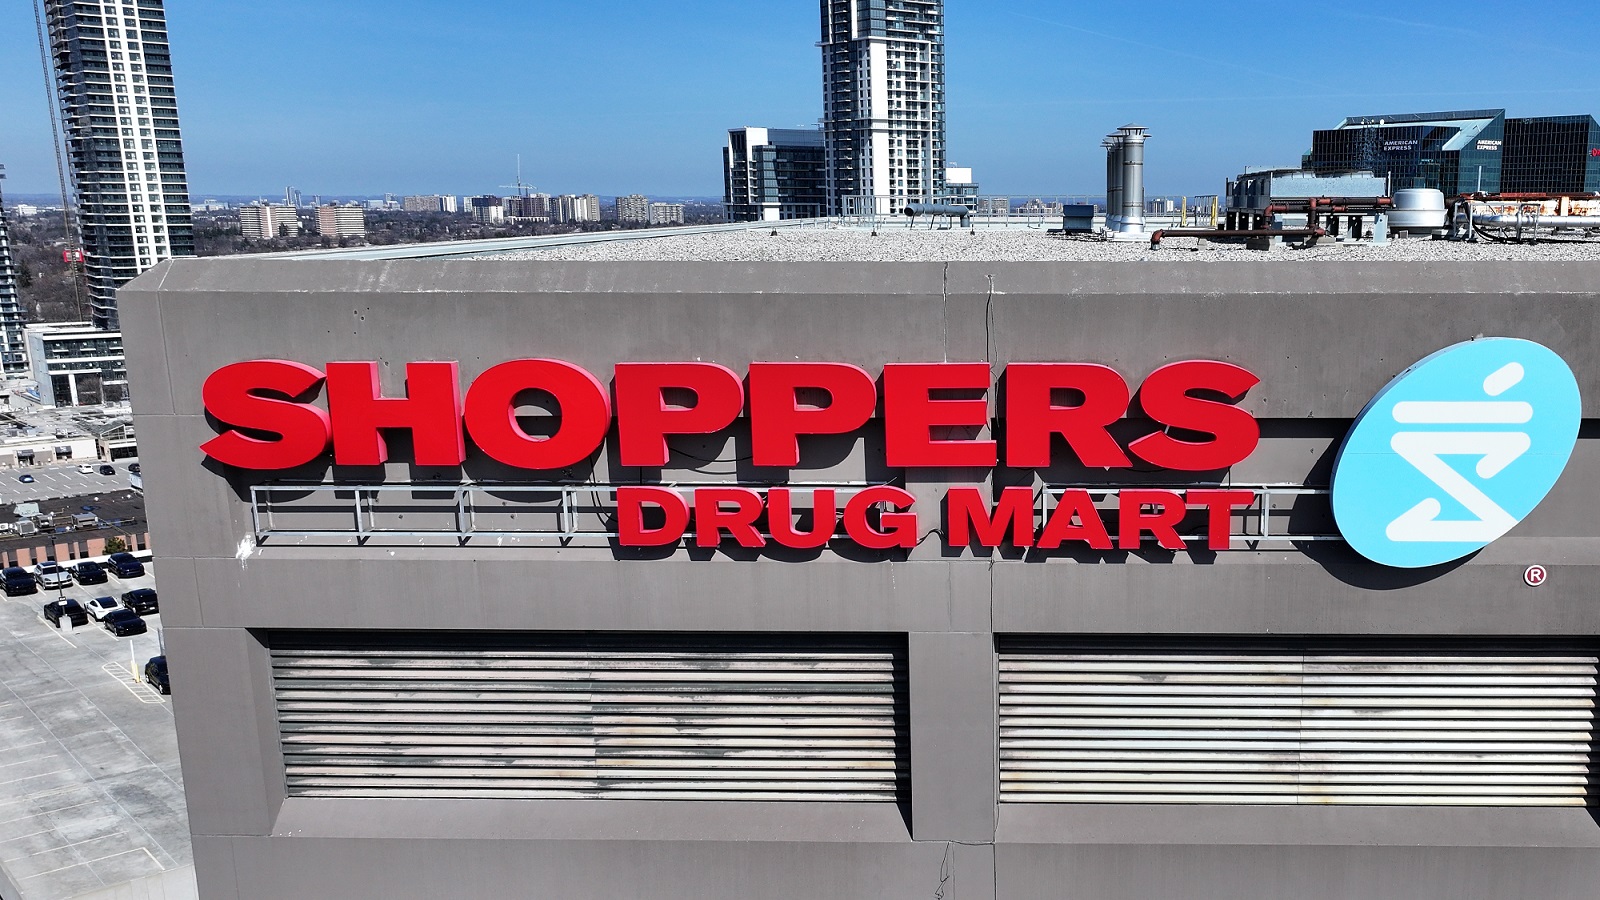 SHOPPERS
DRUG MART
®
AMERICAN
EXPRESS
AMERICAN
EXPRESS